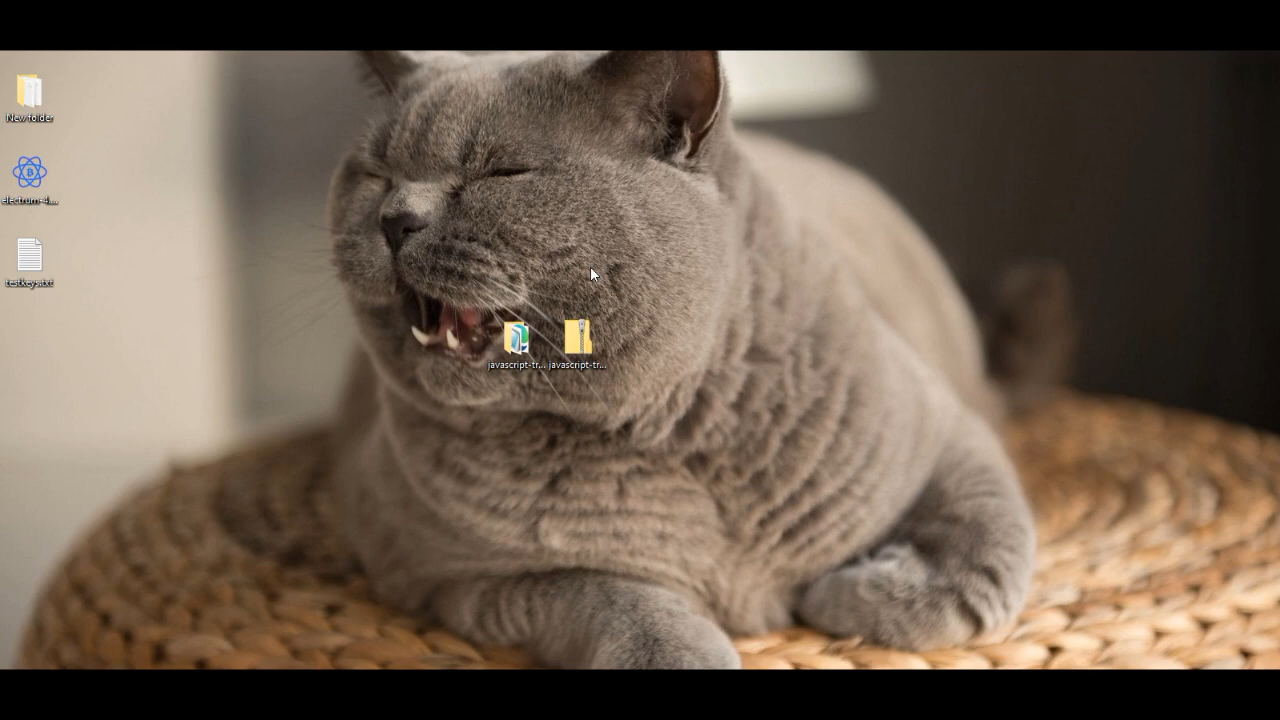 New folder
electrum-4....
testkeys.txt
javascript-tr...
javascript-tr...